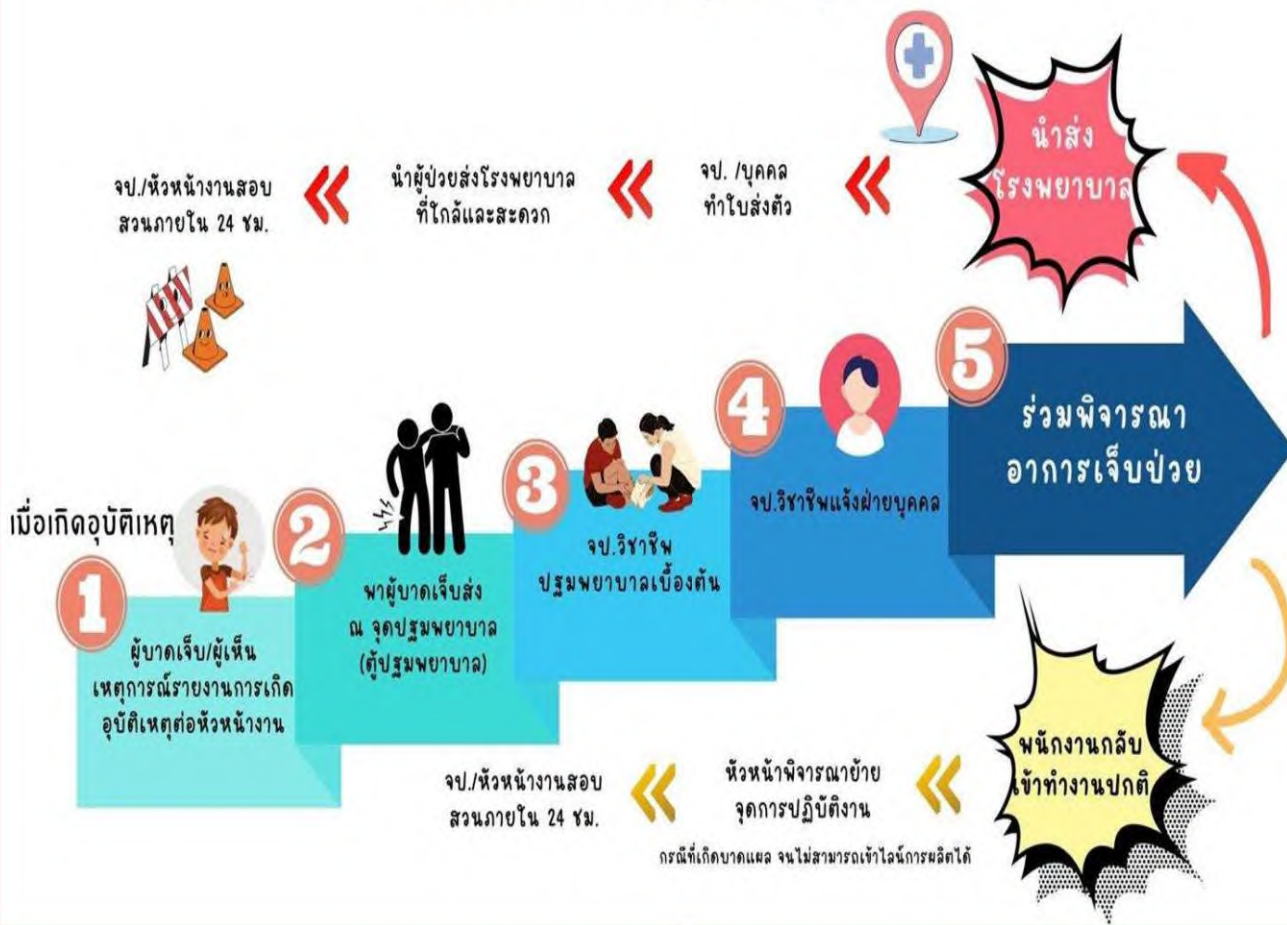 เมื่อเกิดอุบัติเหตุ
1
ผู้บาดเจ็บ/ผู้เห็น
เหตุการณ์รายงานการเกิด
อุบัติเหตุต่อหัวหน้างาน
2
พาผู้บาดเจ็บส่ง
ณ จุดปฐมพยาบาล
(ตู้ปฐมพยาบาล)
3
จป.วิชาชีพ
ปฐมพยาบาลเบื้องต้น
4
จป.วิชาชีพแจ้งฝ่ายบุคคล
5
ร่วมพิจารณา
อาการเจ็บป่วย
นำส่ง
โรงพยาบาล
จป. /บุคคล
ทำใบส่งตัว
นำผู้ป่วยส่งโรงพยาบาล
ที่ใกล้และสะดวก
จป./หัวหน้างานสอบ
สวนภายใน 24 ชม.
พนักงานกลับ
เข้าทำงานปกติ
หัวหน้าพิจารณาย้าย
จุดการปฏิบัติงาน
กรณีที่เกิดบาดแผล จนไม่สามารถเข้าไลน์การผลิตได้
จป./หัวหน้างานสอบ
สวนภายใน 24 ชม.